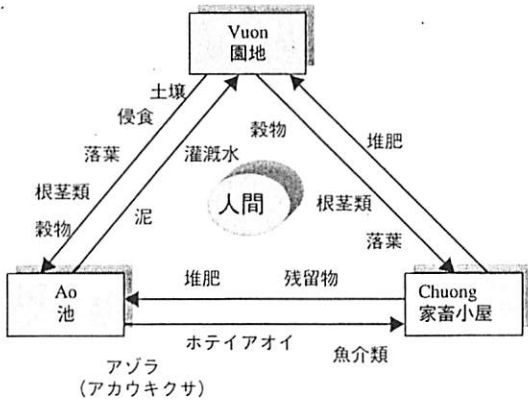 Vuon
園地
土壌
侵食
落葉
根茎類
穀物
灌漑水
泥
穀物
根茎類
落葉
堆肥
人間
Ao
池
堆肥
残留物
Chuong
家畜小屋
ホテイアオイ
魚介類
アゾラ
(アカウキクサ)